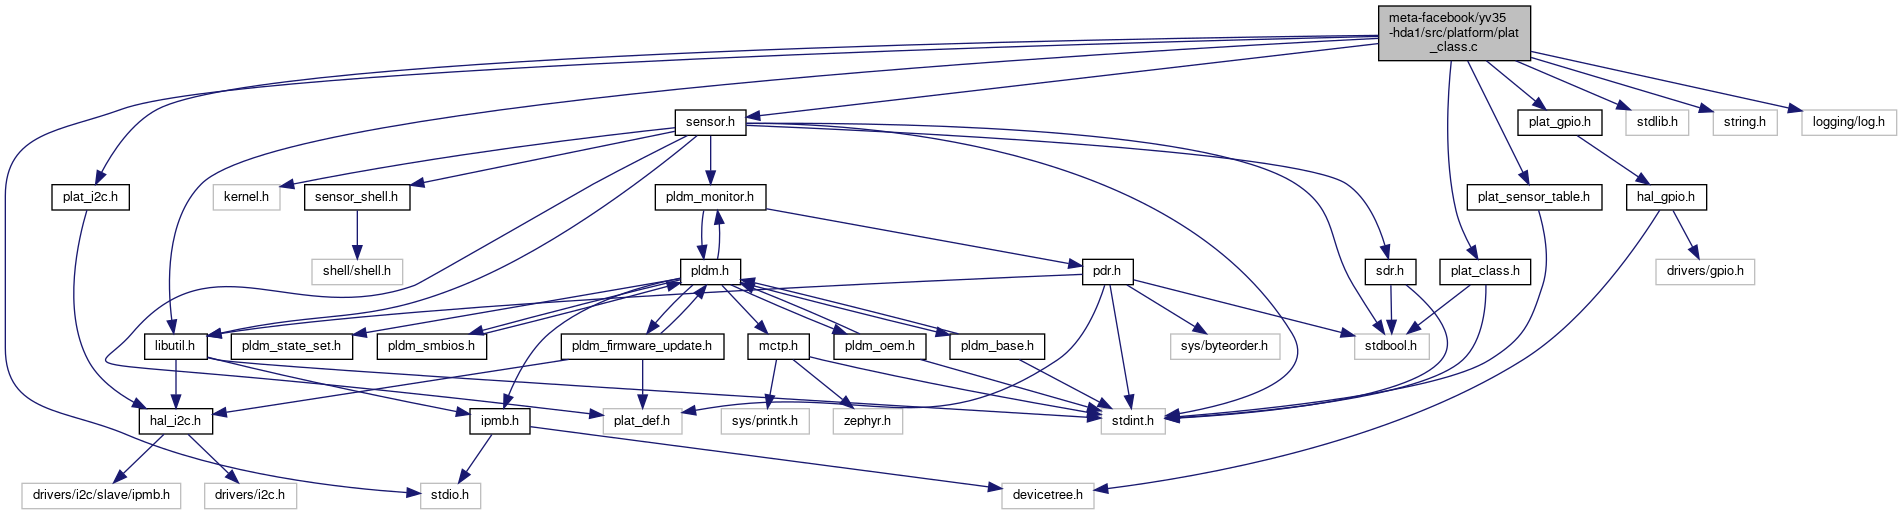 meta-facebook/yv35
-hda1/src/platform/plat
_class.c
sensor.h
plat_gpio.h
stdlib.h
string.h
logging/log.h
plat_i2c.h
kernel.h
sensor_shell.h
pldm_monitor.h
plat_sensor_table.h
hal_gpio.h
shell/shell.h
pldm.h
pdr.h
sdr.h
plat_class.h
drivers/gpio.h
libutil.h
pldm_state_set.h
pldm_smbios.h
pldm_firmware_update.h
mctp.h
pldm_oem.h
pldm_base.h
sys/byteorder.h
stdbool.h
hal_i2c.h
ipmb.h
plat_def.h
sys/printk.h
zephyr.h
stdint.h
drivers/i2c/slave/ipmb.h
drivers/i2c.h
stdio.h
devicetree.h